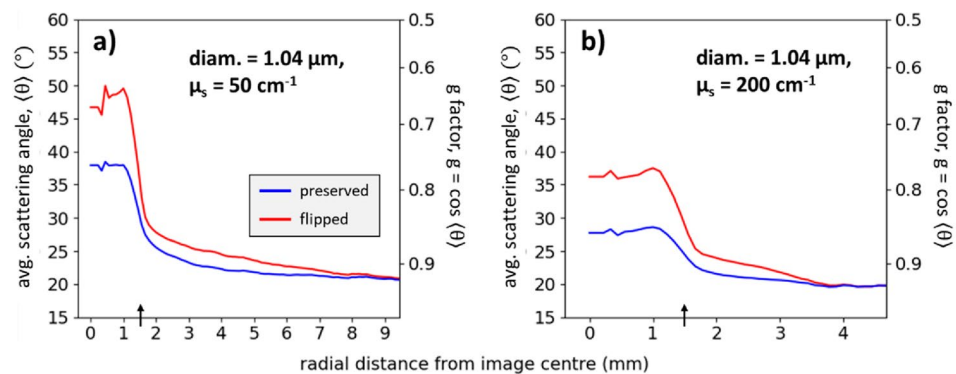 a)
diam. = 1.04 µm,
µs = 50 cm-1
60
55
50
45
40
35
30
25
20
15
avg. scattering angle, ⟨θ⟩ (°)
0.5
0.6
0.7
0.8
0.9
g factor, g = cos ⟨θ⟩
preserved
flipped
0 1 2 3 4 5 6 7 8 9
b)
diam. = 1.04 µm,
µs = 200 cm-1
60
55
50
45
40
35
30
25
20
15
avg. scattering angle, ⟨θ⟩ (°)
0.5
0.6
0.7
0.8
0.9
g factor, g = cos ⟨θ⟩
0 1 2 3 4
radial distance from image centre (mm)